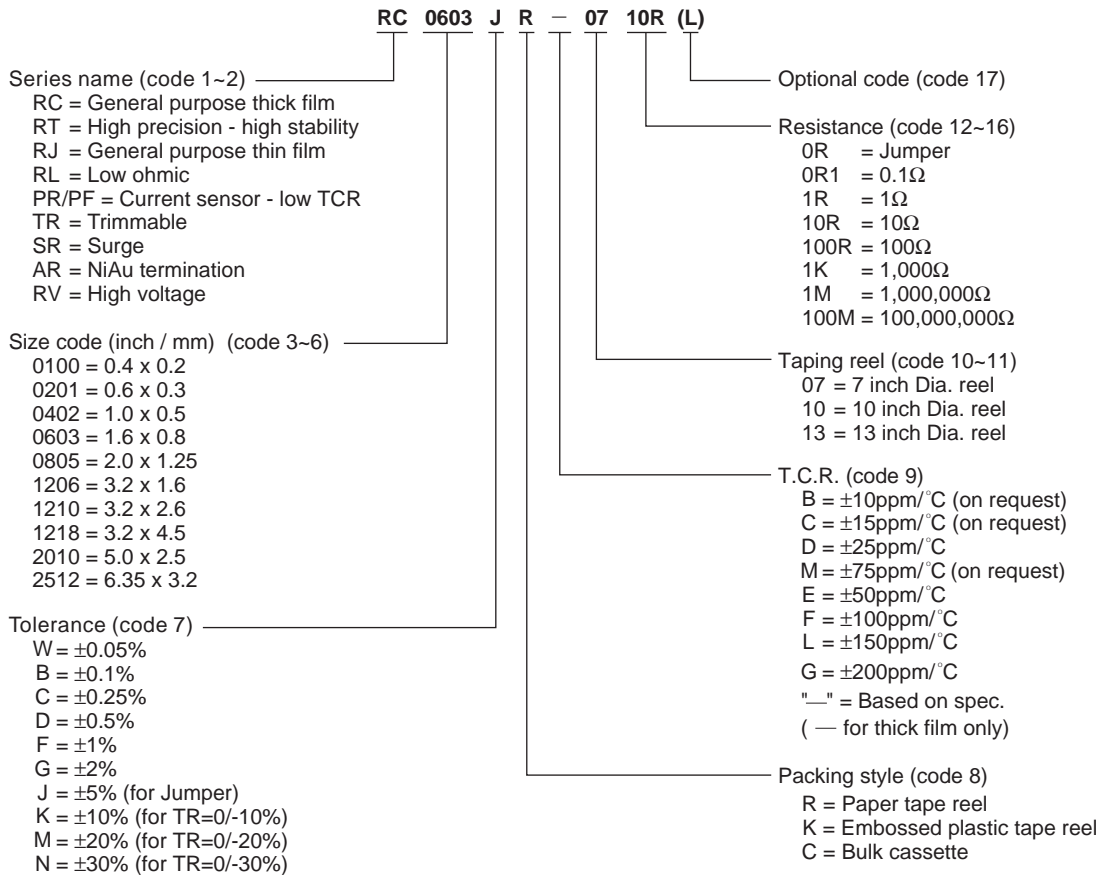 RC 0603 J R — 07 10R (L)
Series name (code 1~2)
RC = General purpose thick film
RT = High precision - high stability
RJ = General purpose thin film
RL = Low ohmic
PR/PF = Current sensor - low TCR
TR = Trimmable
SR = Surge
AR = NiAu termination
RV = High voltage
Size code (inch / mm) (code 3~6)
0100 = 0.4 x 0.2
0201 = 0.6 x 0.3
0402 = 1.0 x 0.5
0603 = 1.6 x 0.8
0805 = 2.0 x 1.25
1206 = 3.2 x 1.6
1210 = 3.2 x 2.6
1218 = 3.2 x 4.5
2010 = 5.0 x 2.5
2512 = 6.35 x 3.2
Tolerance (code 7)
W = ±0.05%
B = ±0.1%
C = ±0.25%
D = ±0.5%
F = ±1%
G = ±2%
J = ±5% (for Jumper)
K = ±10% (for TR=0/-10%)
M = ±20% (for TR=0/-20%)
N = ±30% (for TR=0/-30%)
Optional code (code 17)
Resistance (code 12~16)
0R = Jumper
0R1 = 0.1Ω
1R = 1Ω
10R = 10Ω
100R = 100Ω
1K = 1,000Ω
1M = 1,000,000Ω
100M = 100,000,000Ω
Taping reel (code 10~11)
07 = 7 inch Dia. reel
10 = 10 inch Dia. reel
13 = 13 inch Dia. reel
T.C.R. (code 9)
B = ±10ppm/°C (on request)
C = ±15ppm/°C (on request)
D = ±25ppm/°C
M = ±75ppm/°C (on request)
E = ±50ppm/°C
F = ±100ppm/°C
L = ±150ppm/°C
G = ±200ppm/°C
"—" = Based on spec.
( — for thick film only)
Packing style (code 8)
R = Paper tape reel
K = Embossed plastic tape reel
C = Bulk cassette